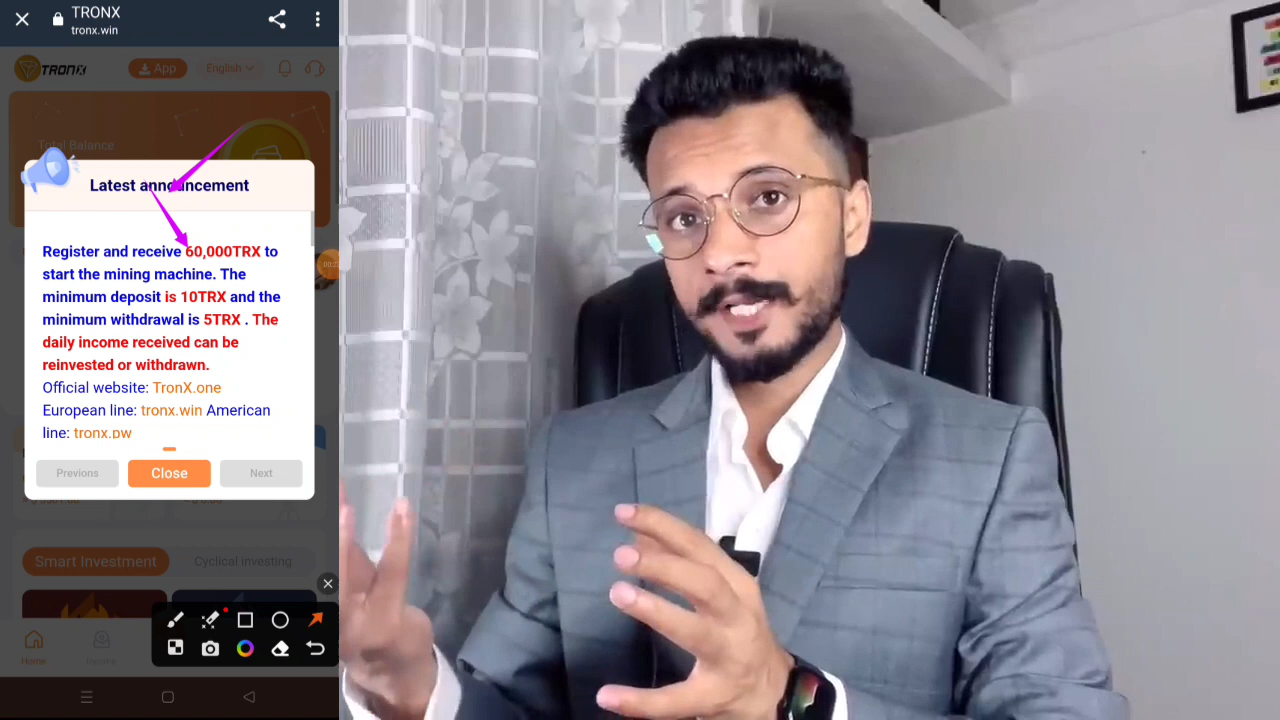 TRONX
tronx.win
TRONX
App
English
Total Balance
Latest announcement
Register and receive 60,000TRX to
start the mining machine. The
minimum deposit is 10TRX and the
minimum withdrawal is 5TRX . The
daily income received can be
reinvested or withdrawn.
Official website: TronX.one
European line: tronx.win American
line: tronx.pw
Previons
Close
Next
Smart Investment
Cyclical investing
Home